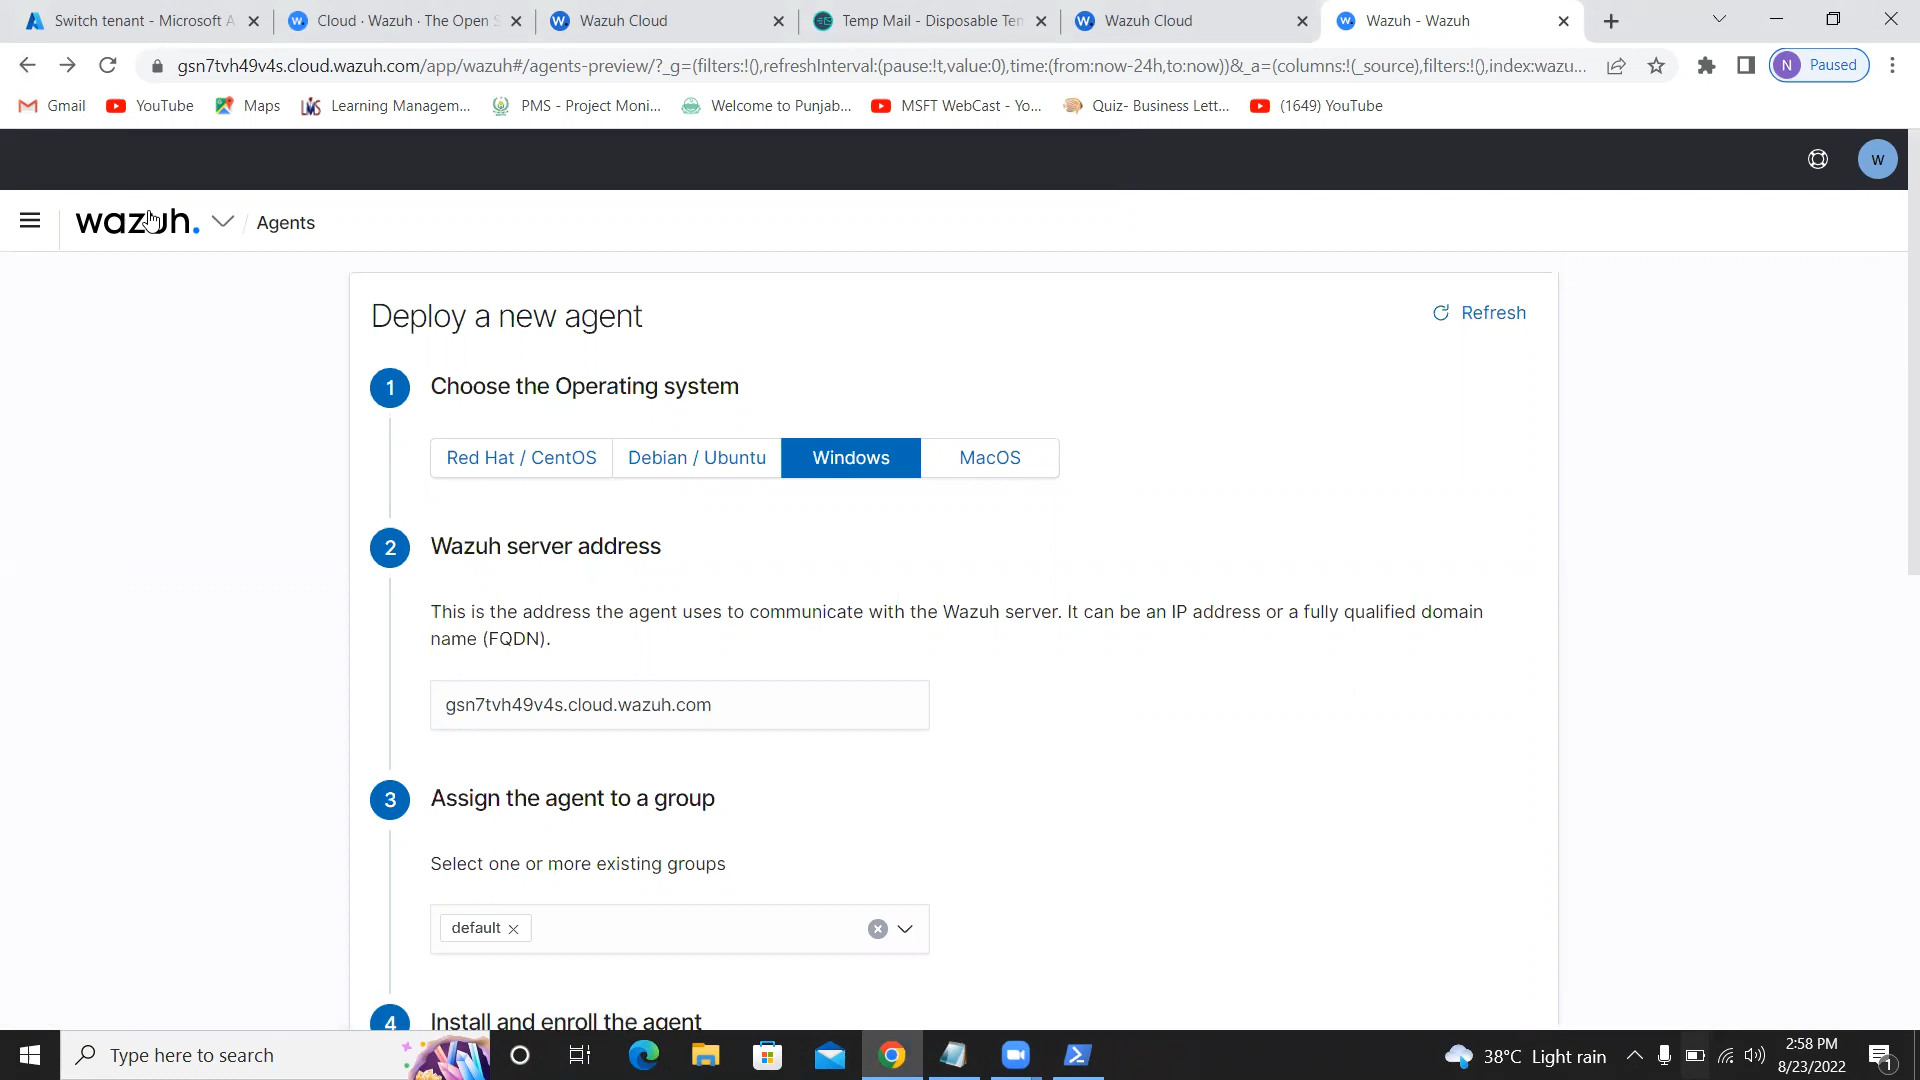 Switch tenant - Microsoft A
Cloud · Wazuh · The Open S
Wazuh Cloud
Temp Mail - Disposable Tem
Wazuh Cloud
Wazuh - Wazuh
gsn7tvh49v4s.cloud.wazuh.com/app/wazuh#/agents-preview/?_g=(filters:!(),refreshInterval:(pause:!t,value:0),time:(from:now-24h,to:now))&_a=(columns:!(_source),filters:!(),index:wazu...
N Paused
Gmail
YouTube
Maps
Learning Managem...
PMS - Project Moni...
Welcome to Punjab...
MSFT WebCast - Yo...
Quiz- Business Lett...
(1649) YouTube
W
wazuh.
/ Agents
Deploy a new agent
Refresh
1 Choose the Operating system
Red Hat / CentOS
Debian / Ubuntu
Windows
MacOS
2 Wazuh server address
This is the address the agent uses to communicate with the Wazuh server. It can be an IP address or a fully qualified domain
name (FQDN).
gsn7tvh49v4s.cloud.wazuh.com
3 Assign the agent to a group
Select one or more existing groups
default
4 Install and enroll the agent
Type here to search
38°C Light rain
2:58 PM
8/23/2022
1